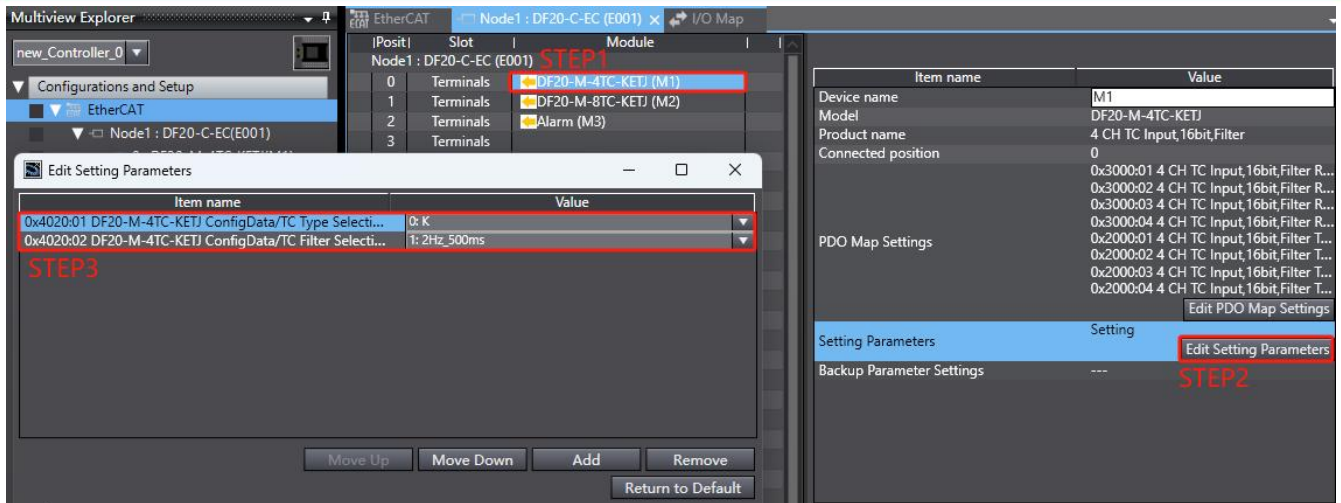 Multiview Explorer
new_Controller_0
Configurations and Setup
EtherCAT
Node1 : DF20-C-EC(E001)
EtherCAT
Node1 : DF20-C-EC (E001)
I/O Map
|Posit| Slot | Module |
Node1 : DF20-C-EC (E001)
STEP1
0 Terminals DF20-M-4TC-KETJ (M1)
1 Terminals DF20-M-8TC-KETJ (M2)
2 Terminals Alarm (M3)
3 Terminals
Edit Setting Parameters
Item name Value
0x4020:01 DF20-M-4TC-KETJ ConfigData/TC Type Selecti... 0: K
0x4020:02 DF20-M-4TC-KETJ ConfigData/TC Filter Selecti... 1: 2Hz_500ms
STEP3
Move Up Move Down Add Remove
Return to Default
Item name Value
Device name M1
Model DF20-M-4TC-KETJ
Product name 4 CH TC Input,16bit,Filter
Connected position 0
PDO Map Settings
0x3000:01 4 CH TC Input,16bit,Filter R...
0x3000:02 4 CH TC Input,16bit,Filter R...
0x3000:03 4 CH TC Input,16bit,Filter R...
0x3000:04 4 CH TC Input,16bit,Filter R...
0x2000:01 4 CH TC Input,16bit,Filter T...
0x2000:02 4 CH TC Input,16bit,Filter T...
0x2000:03 4 CH TC Input,16bit,Filter T...
0x2000:04 4 CH TC Input,16bit,Filter T...
Edit PDO Map Settings
Setting Parameters Setting
Edit Setting Parameters
STEP2
Backup Parameter Settings ---